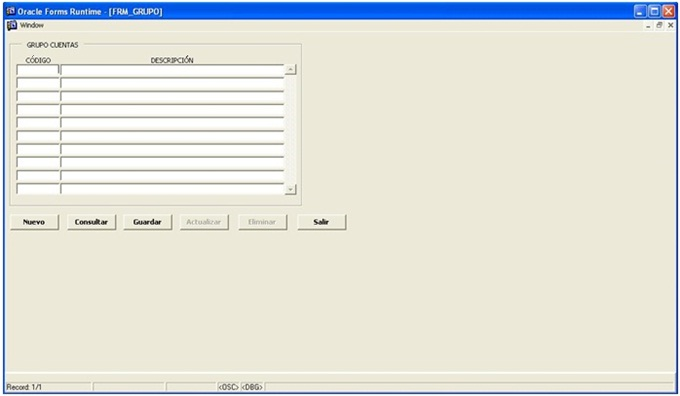 Oracle Forms Runtime - [FRM_GRUPO]
Window
GRUPO CUENTAS
CÓDIGO DESCRIPCIÓN
Nuevo Consultar Guardar Actualizar Eliminar Salir
Record: 1/1 <OSC> <DBG>